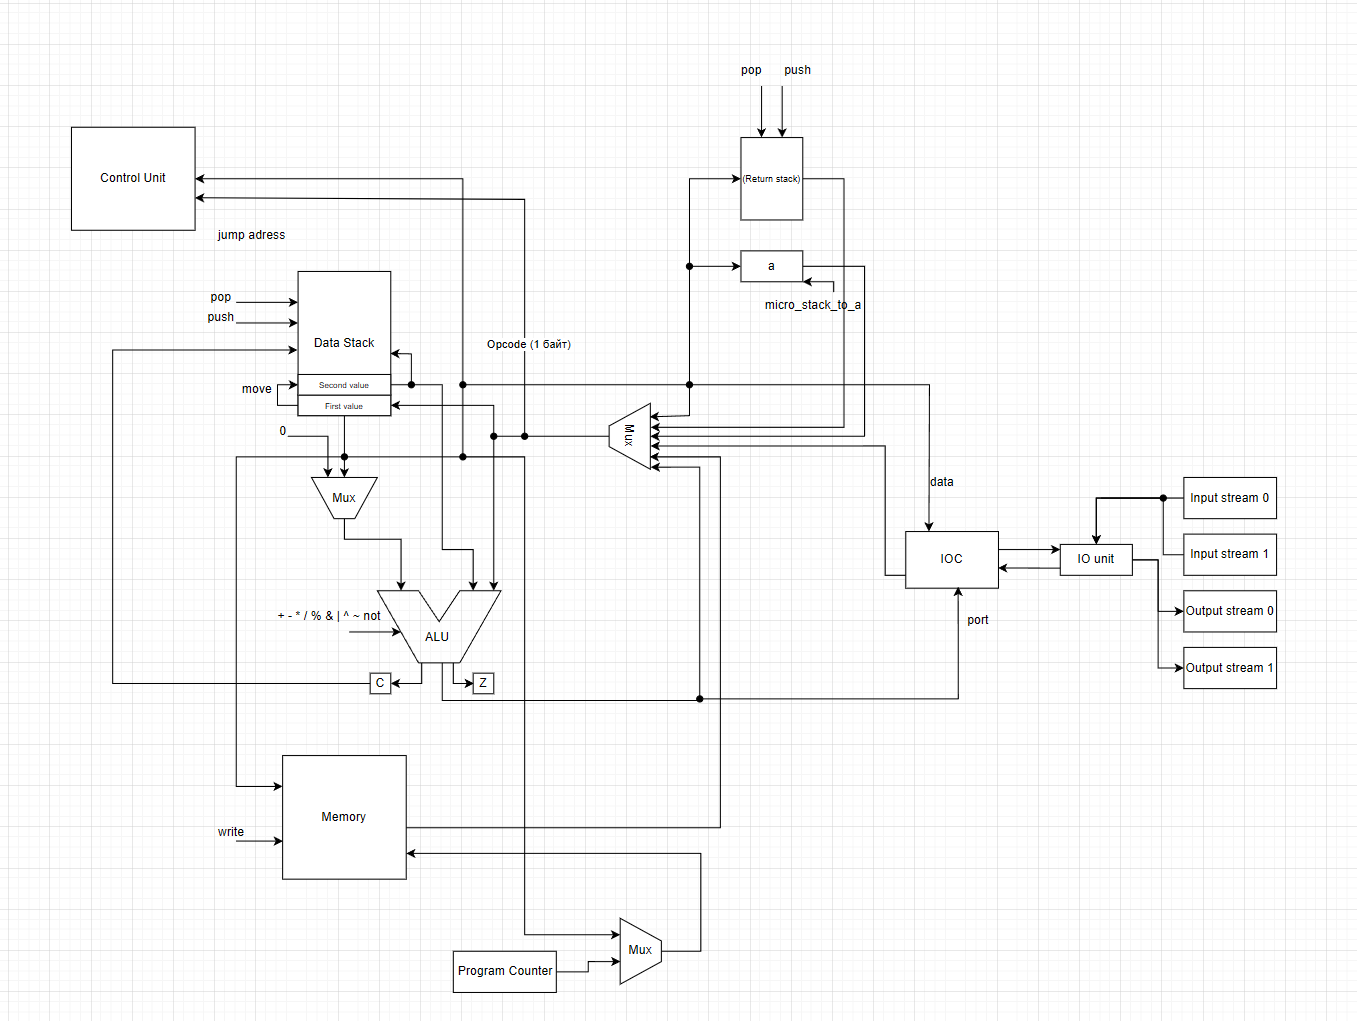 pop
push
Control Unit
(Return stack)
jump adress
a
pop
micro_stack_to_a
push
Data Stack
Opcode (1 байт)
Second value
move
First value
0
Mux
data
Mux
Input stream 0
Input stream 1
IOC
IO unit
+ - * / % & | ^ ~ not
Output stream 0
port
ALU
Output stream 1
C
Z
Memory
write
Mux
Program Counter